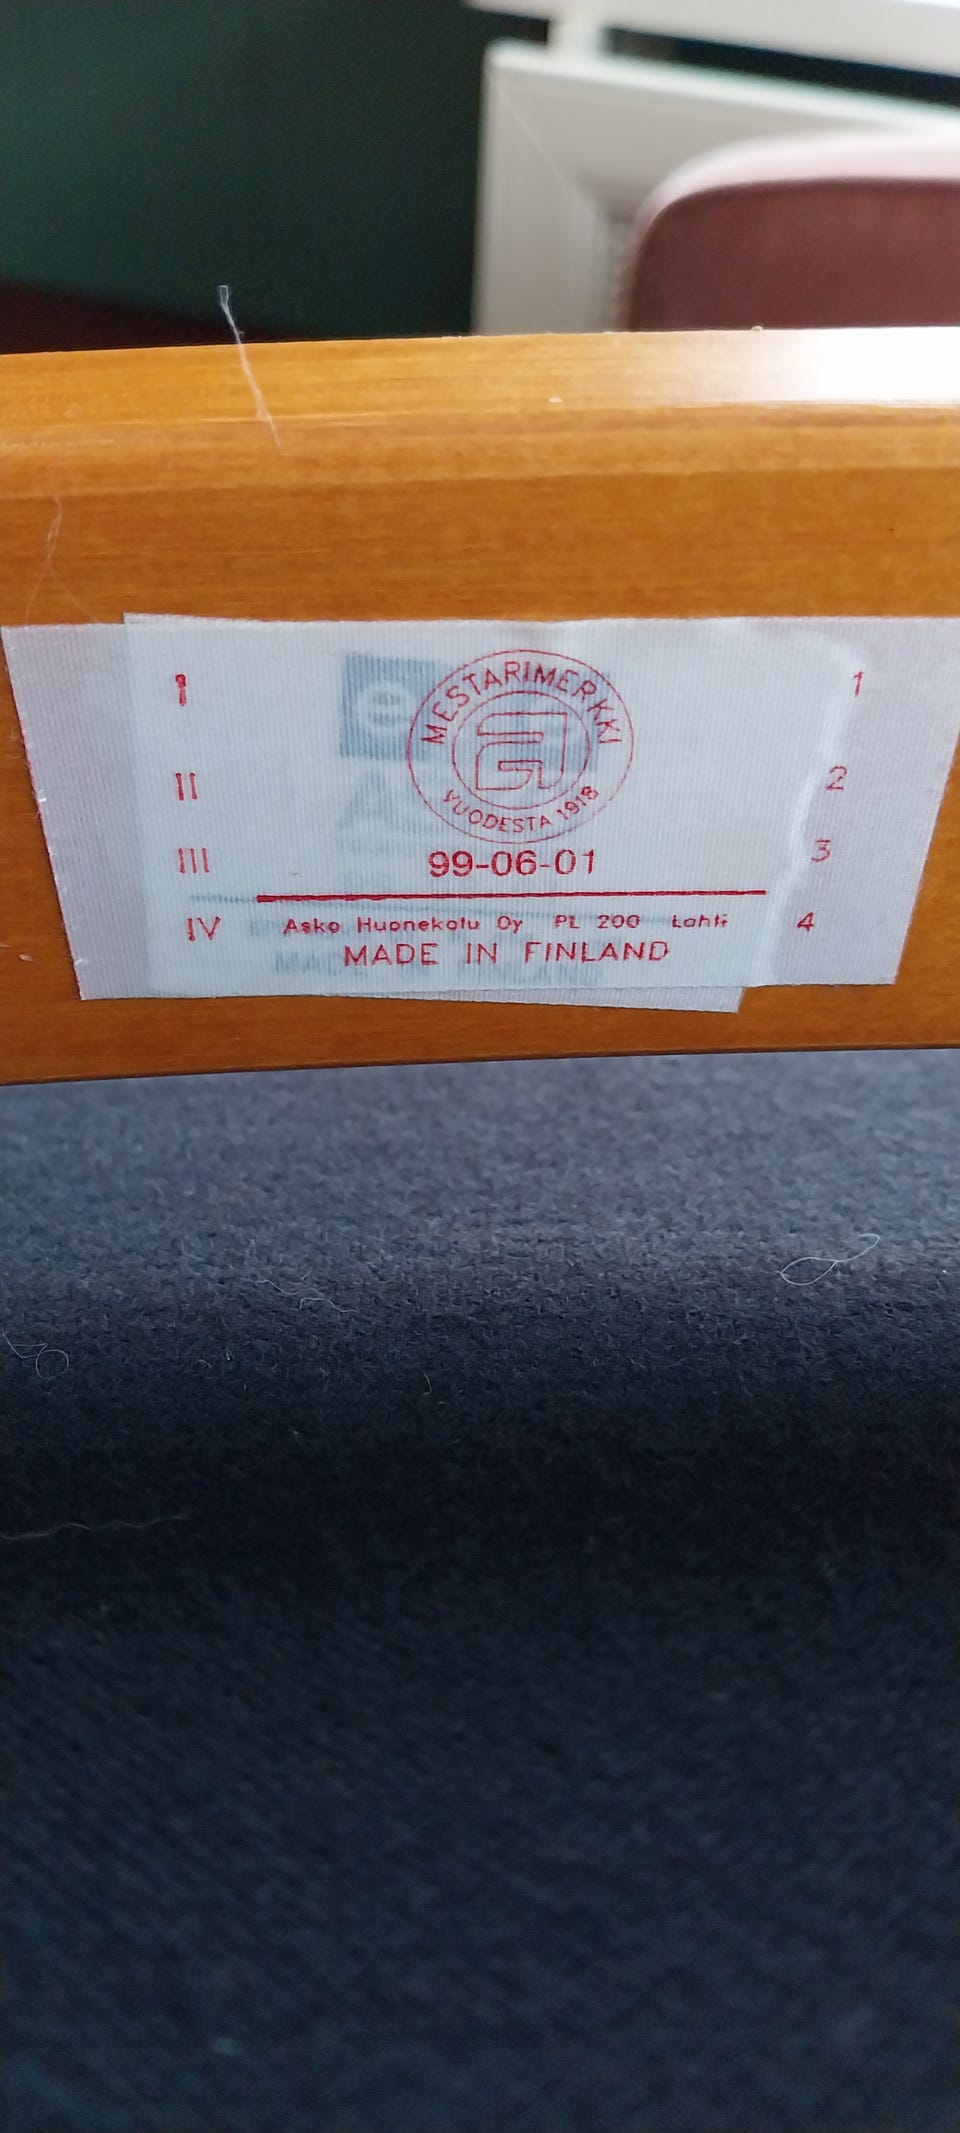 I 1
MESTARIMERKKI
a
VUODESTA 1918
II 2
III 99-06-01 3
IV Asko Huonekalu Oy PL 200 Lahti 4
MADE IN FINLAND